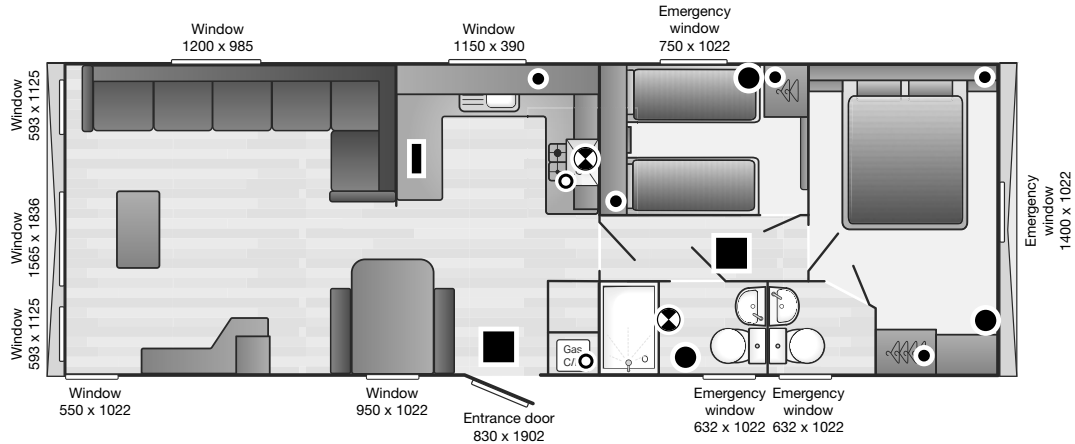 Window
1200 x 985
Window
1150 x 390
Emergency
window
750 x 1022
Window
593 x 1125
Window
1565 x 1836
Window
593 x 1125
Emergency
window
1400 x 1022
Gas
C/
Window
550 x 1022
Window
950 x 1022
Entrance door
830 x 1902
Emergency
window
632 x 1022
Emergency
window
632 x 1022